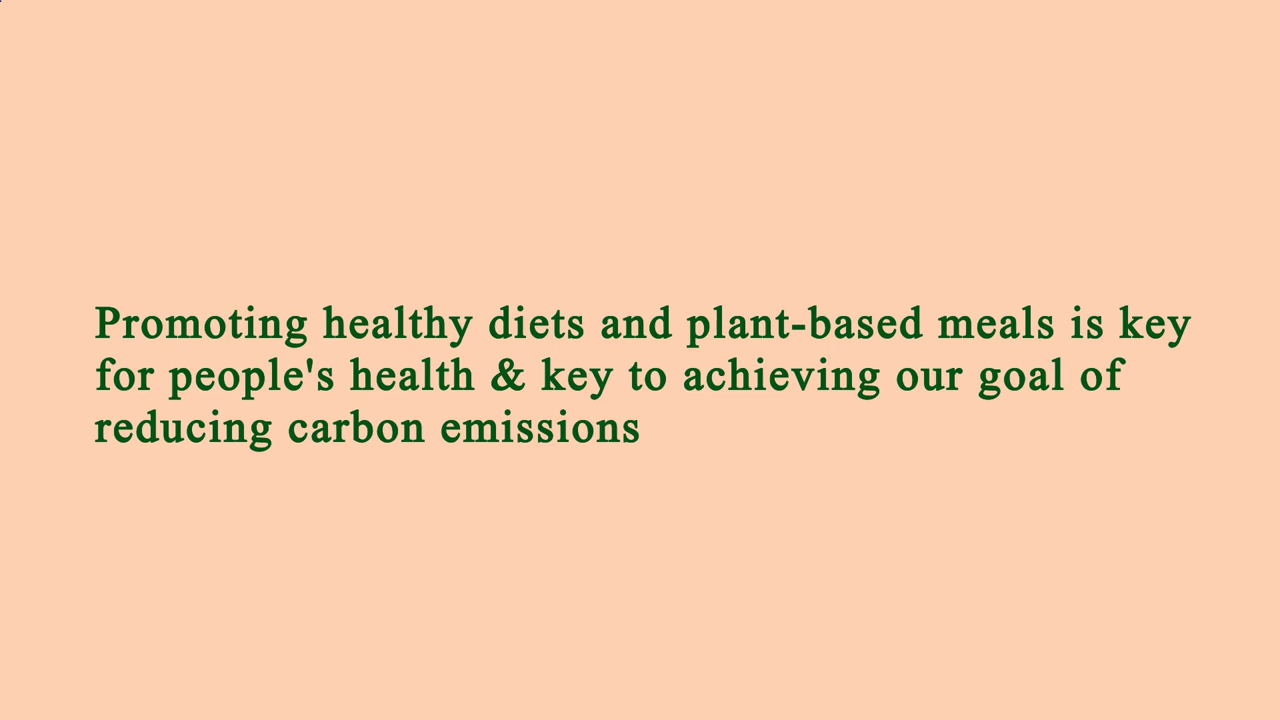 Promoting healthy diets and plant-based meals is key
for people's health & key to achieving our goal of
reducing carbon emissions